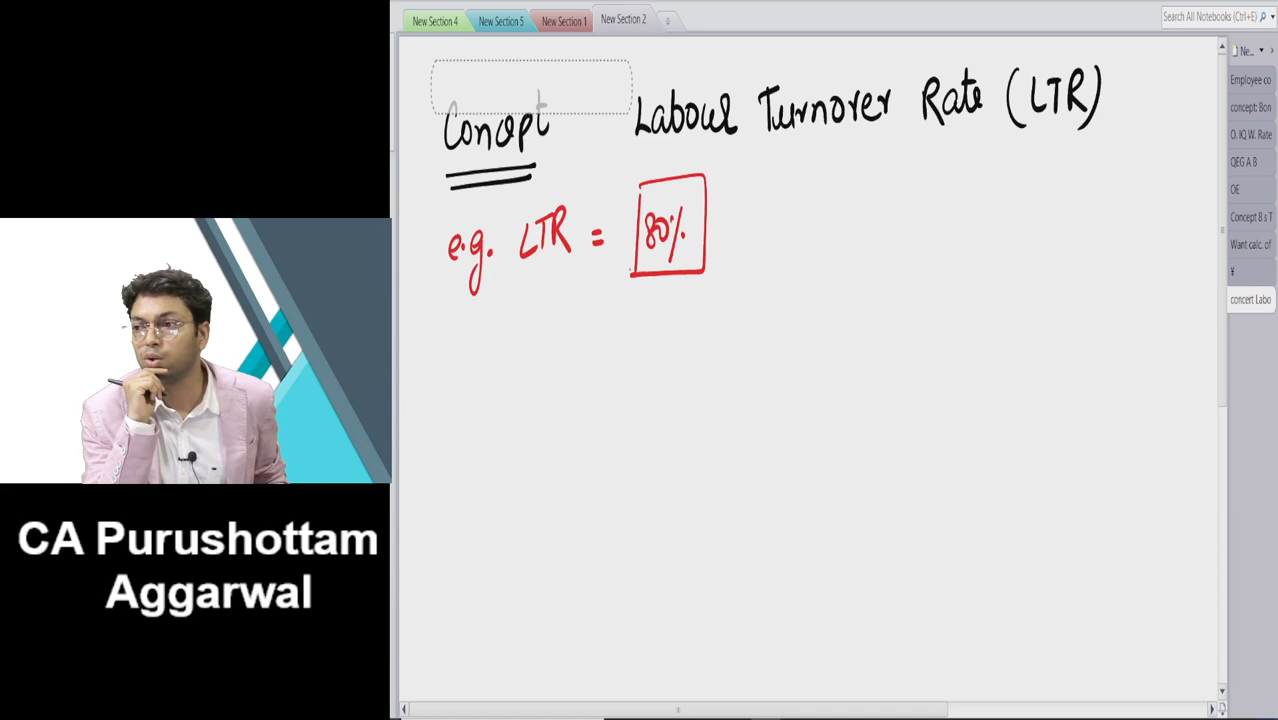 New Section 4 New Section 5 New Section 1 New Section 2
Search All Notebooks (Ctrl+E)
Concept Labour Turnover Rate (LTR)
e.g. LTR = 80%
Ne...
Employee co
concept: Bon
O. IQ W. Rate
QEG A B
OE
Concept 8 s T
Want calc. of
¥
concert Labo
CA Purushottam
Aggarwal